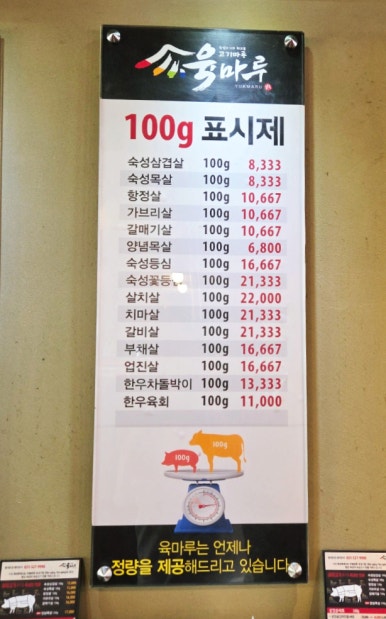 고기마루
육마루
YUKMARU
100g 표시제
숙성삼겹살 100g 8,333
숙성목살 100g 8,333
항정살 100g 10,667
가브리살 100g 10,667
갈매기살 100g 10,667
양념목살 100g 6,800
숙성등심 100g 16,667
숙성꽃등심 100g 21,333
살치살 100g 22,000
치마살 100g 21,333
갈비살 100g 21,333
부채살 100g 16,667
업진살 100g 16,667
한우차돌박이 100g 13,333
한우육회 100g 11,000
100g 100g
육마루는 언제나
정량을 제공해드리고 있습니다